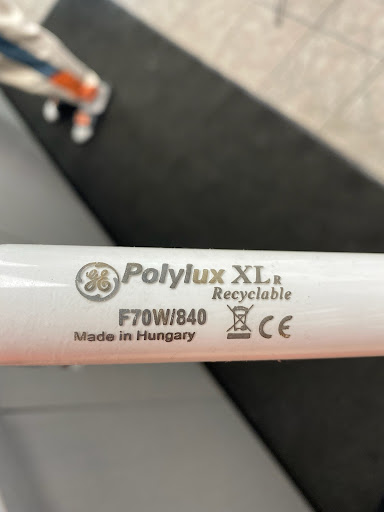 GE Polylux XLR
Recyclable
F70W/840
CE
Made in Hungary